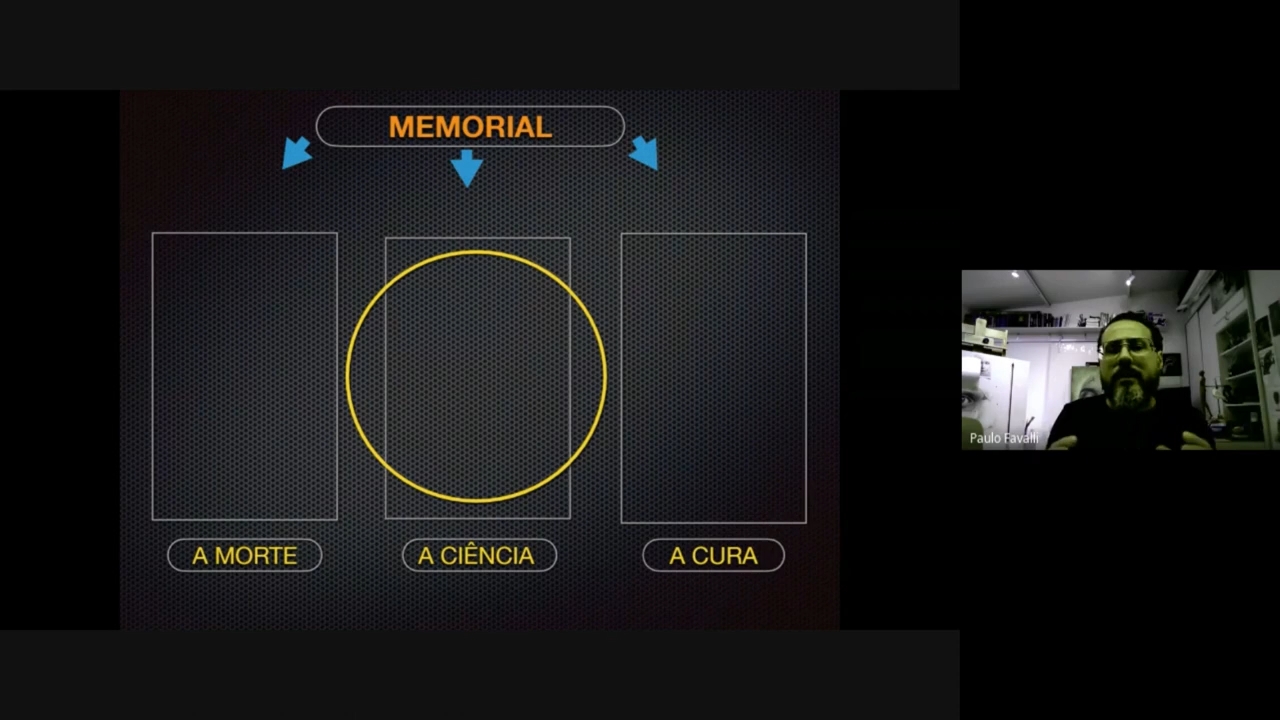 MEMORIAL
A MORTE
A CIÊNCIA
A CURA
Paulo Favalli